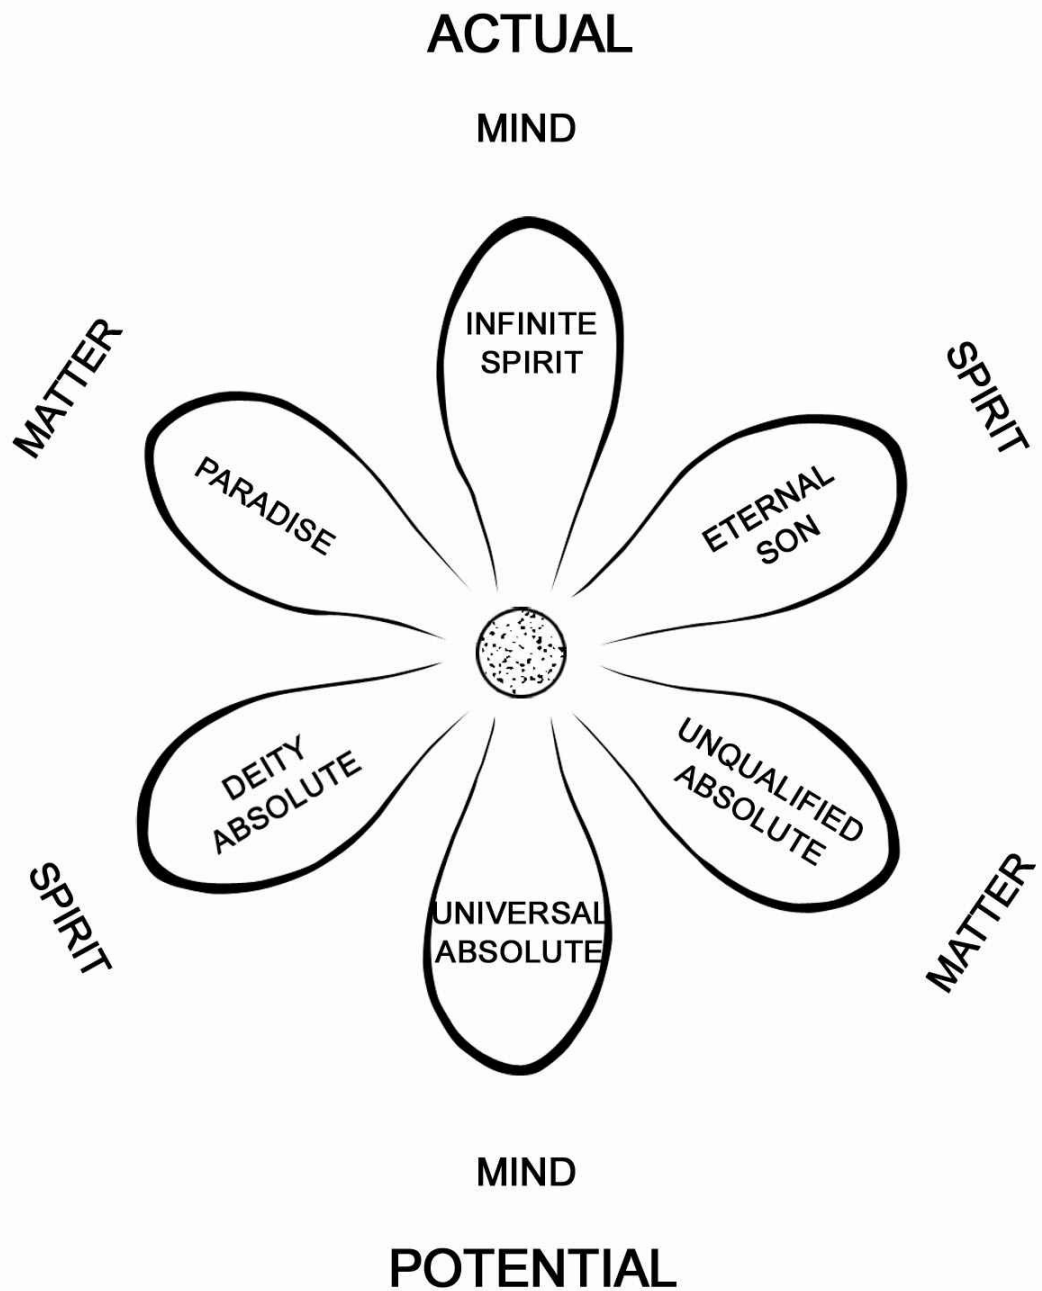 ACTUAL
MIND
INFINITE
SPIRIT
MATTER
SPIRIT
PARADISE
ETERNAL
SON
DEITY
ABSOLUTE
UNQUALIFIED
ABSOLUTE
UNIVERSAL
ABSOLUTE
SPIRIT
MATTER
MIND
POTENTIAL